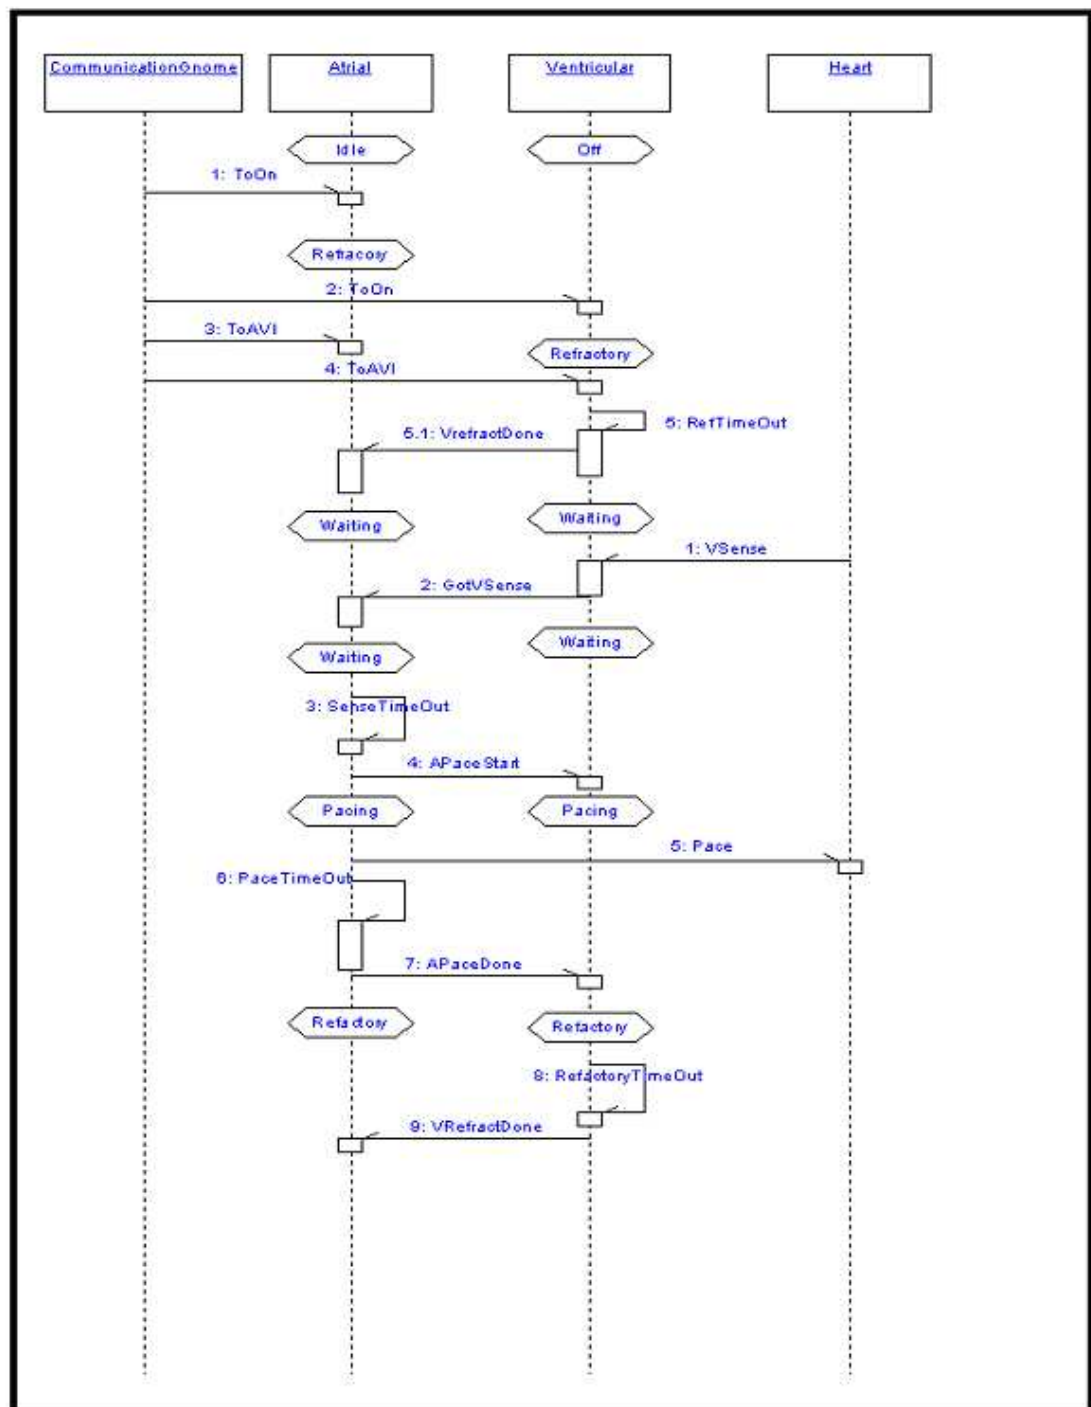 CommunicationGnome
Atrial
Ventricular
Heart
Idle
Off
1: ToOn
Refracory
2: ToOn
3: ToAVI
Refractory
4: ToAVI
5: RefTimeOut
5.1: VrefractDone
Waiting
Waiting
1: VSense
2: GotVSense
Waiting
Waiting
3: SenseTimeOut
4: APaceStart
Pacing
Pacing
5: Pace
6: PaceTimeOut
7: APaceDone
Refactory
Refactory
8: RefactoryTimeOut
9: VRefractDone